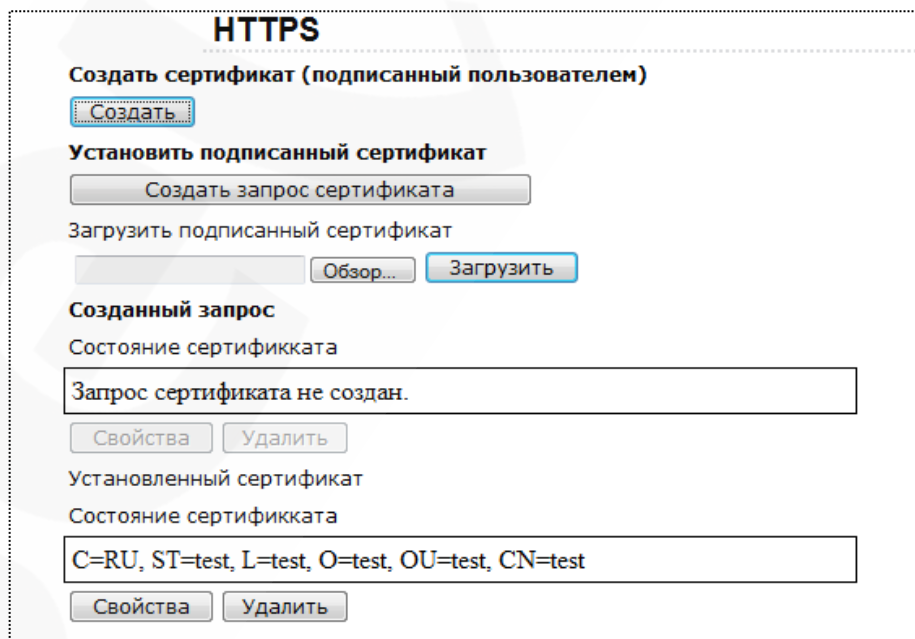 HTTPS
Создать сертификат (подписанный пользователем)
Создать
Установить подписанный сертификат
Создать запрос сертификата
Загрузить подписанный сертификат
Обзор... Загрузить
Созданный запрос
Состояние сертификката
Запрос сертификата не создан.
Свойства Удалить
Установленный сертификат
Состояние сертификката
C=RU, ST=test, L=test, O=test, OU=test, CN=test
Свойства Удалить